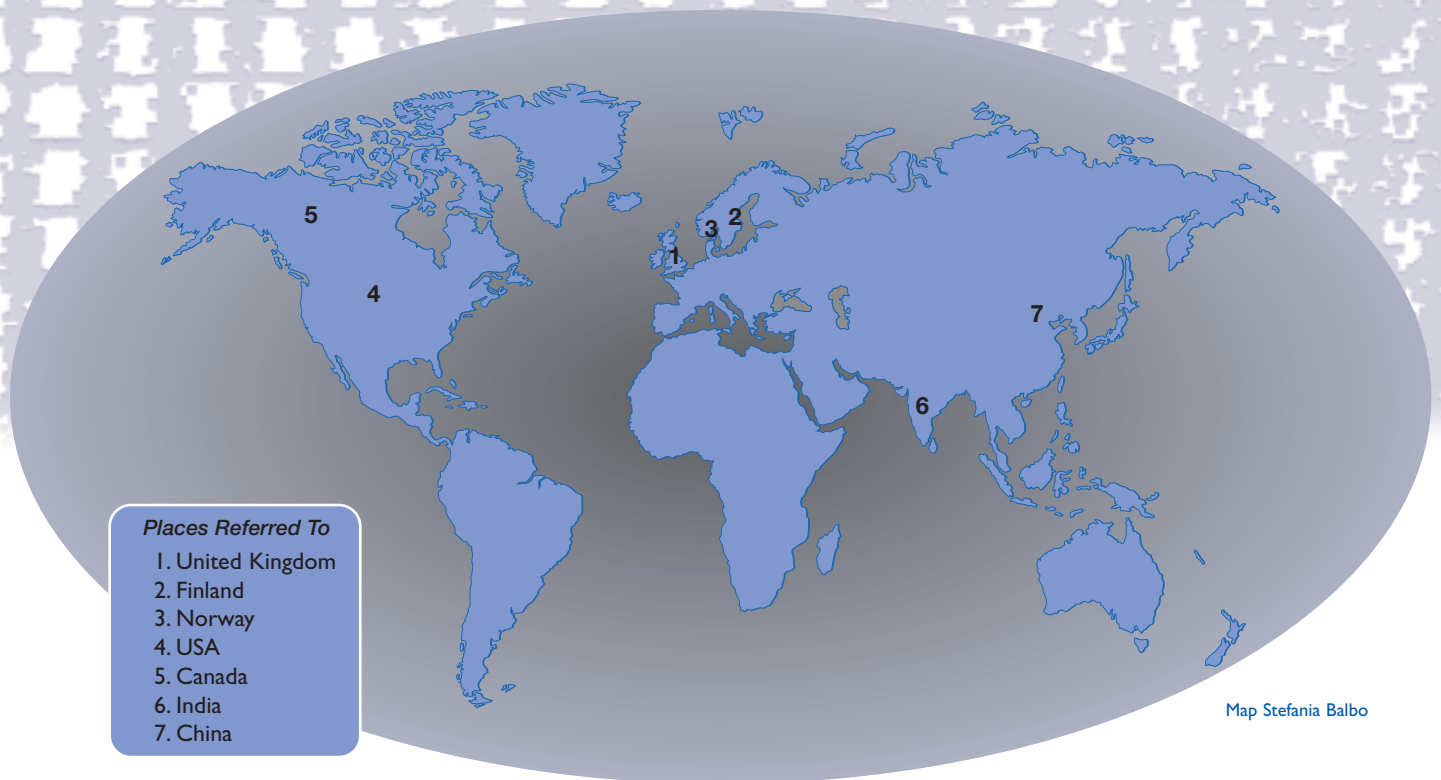 5
2
3
1
4
7
6
Places Referred To
1. United Kingdom
2. Finland
3. Norway
4. USA
5. Canada
6. India
7. China
Map Stefania Balbo